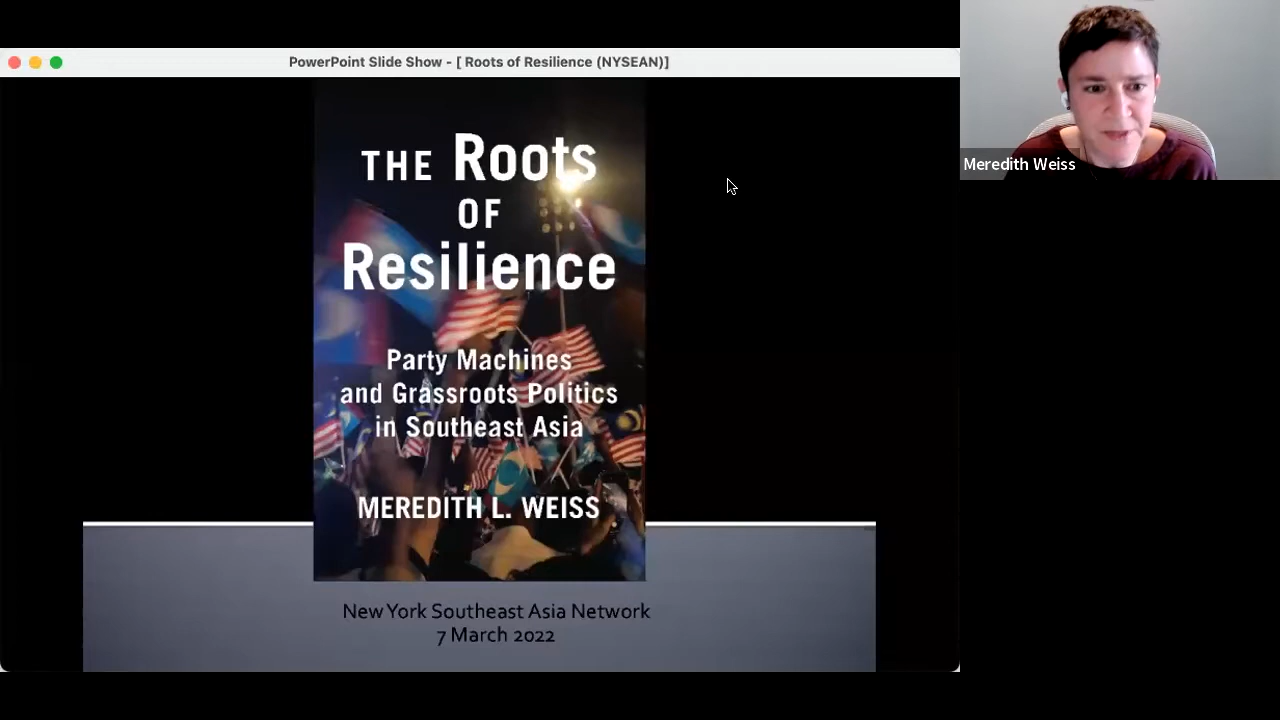 PowerPoint Slide Show - [ Roots of Resilience (NYSEAN)]
THE Roots
OF
Resilience
Party Machines
and Grassroots Politics
in Southeast Asia
MEREDITH L. WEISS
New York Southeast Asia Network
7 March 2022
Meredith Weiss